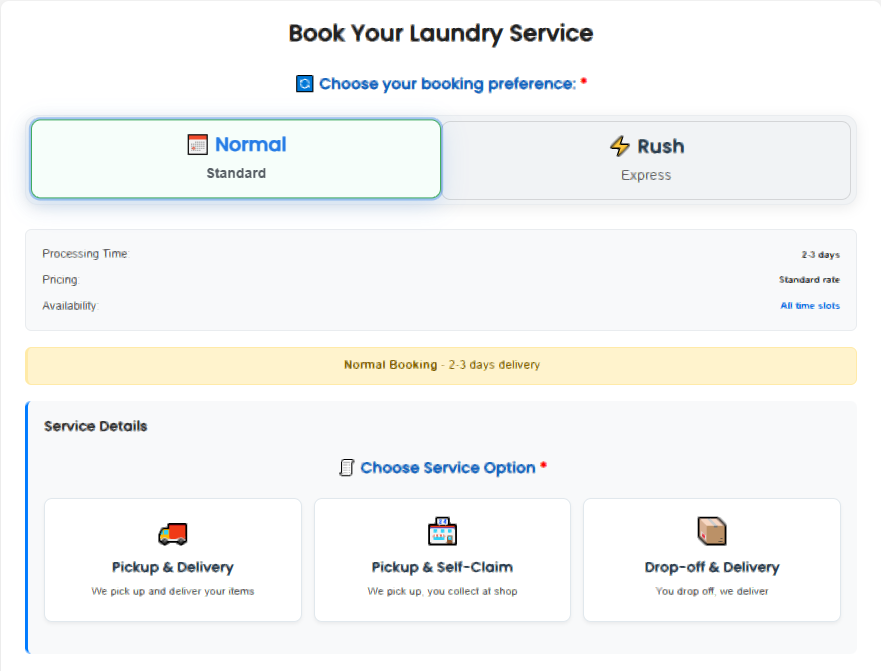 Book Your Laundry Service
Choose your booking preference: *
Normal
Standard
Rush
Express
Processing Time: 2-3 days
Pricing: Standard rate
Availability: All time slots
Normal Booking - 2-3 days delivery
Service Details
Choose Service Option *
Pickup & Delivery
We pick up and deliver your items
Pickup & Self-Claim
We pick up, you collect at shop
Drop-off & Delivery
You drop off, we deliver